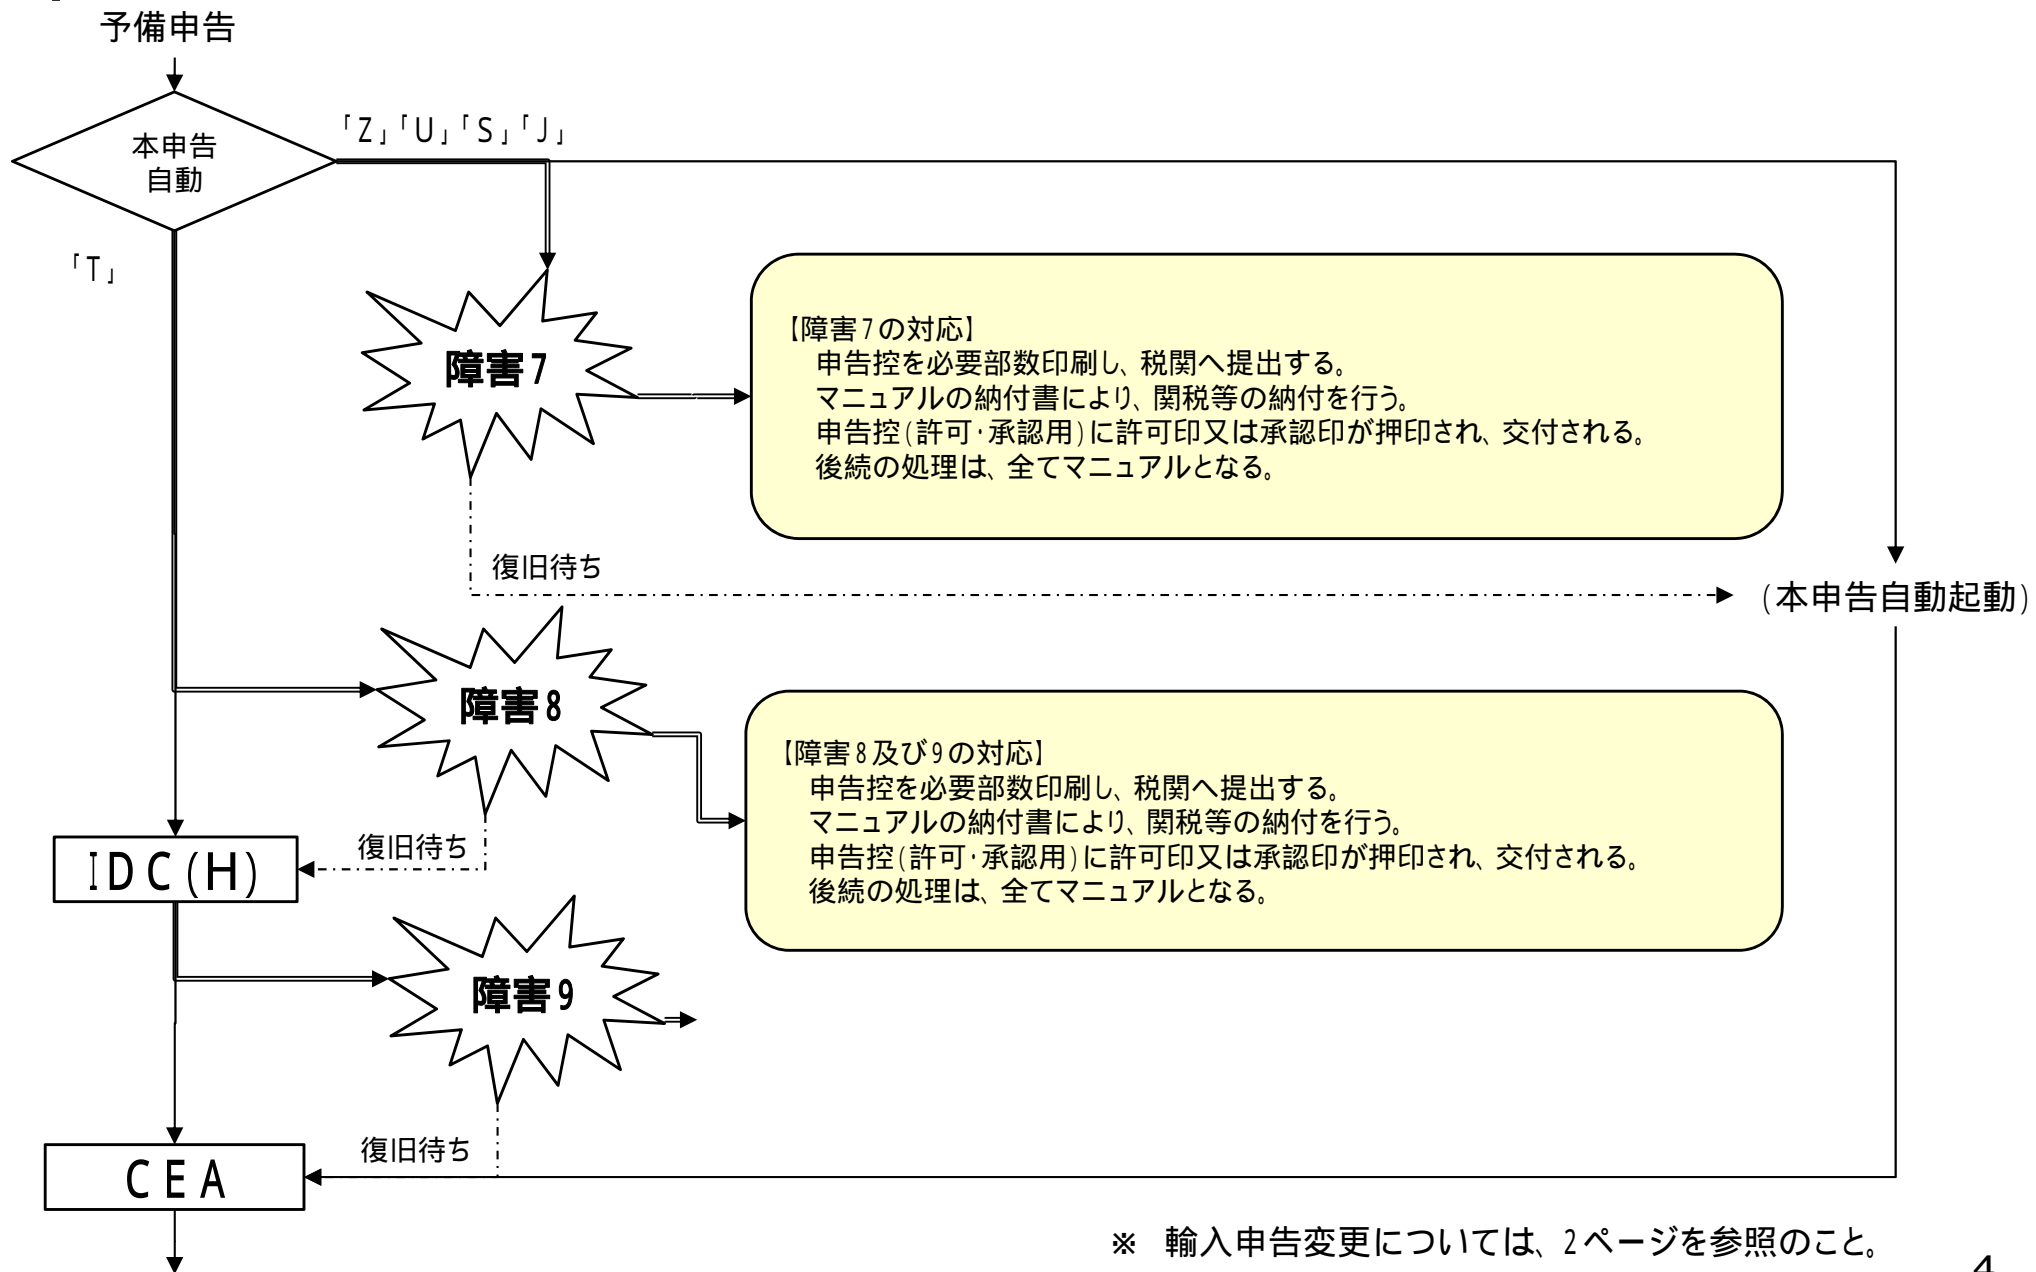 予備申告
本申告
自動
「Z」「U」「S」「J」
「T」
障害7
【障害7の対応】
申告控を必要部数印刷し、税関へ提出する。
マニュアルの納付書により、関税等の納付を行う。
申告控(許可・承認用)に許可印又は承認印が押印され、交付される。
後続の処理は、全てマニュアルとなる。
復旧待ち
(本申告自動起動)
障害8
【障害8及び9の対応】
申告控を必要部数印刷し、税関へ提出する。
マニュアルの納付書により、関税等の納付を行う。
申告控(許可・承認用)に許可印又は承認印が押印され、交付される。
後続の処理は、全てマニュアルとなる。
復旧待ち
IDC(H)
障害9
復旧待ち
CEA
※ 輸入申告変更については、2ページを参照のこと。
4